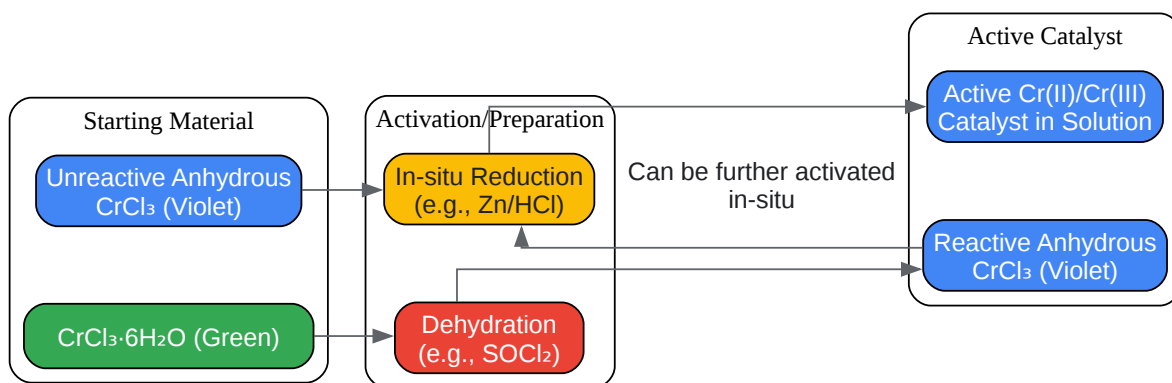 Starting Material
Unreactive Anhydrous
CrCl₃ (Violet)
CrCl₃·6H₂O (Green)
Activation/Preparation
In-situ Reduction
(e.g., Zn/HCl)
Dehydration
(e.g., SOCl₂)
Can be further activated
in-situ
Active Catalyst
Active Cr(II)/Cr(III)
Catalyst in Solution
Reactive Anhydrous
CrCl₃ (Violet)